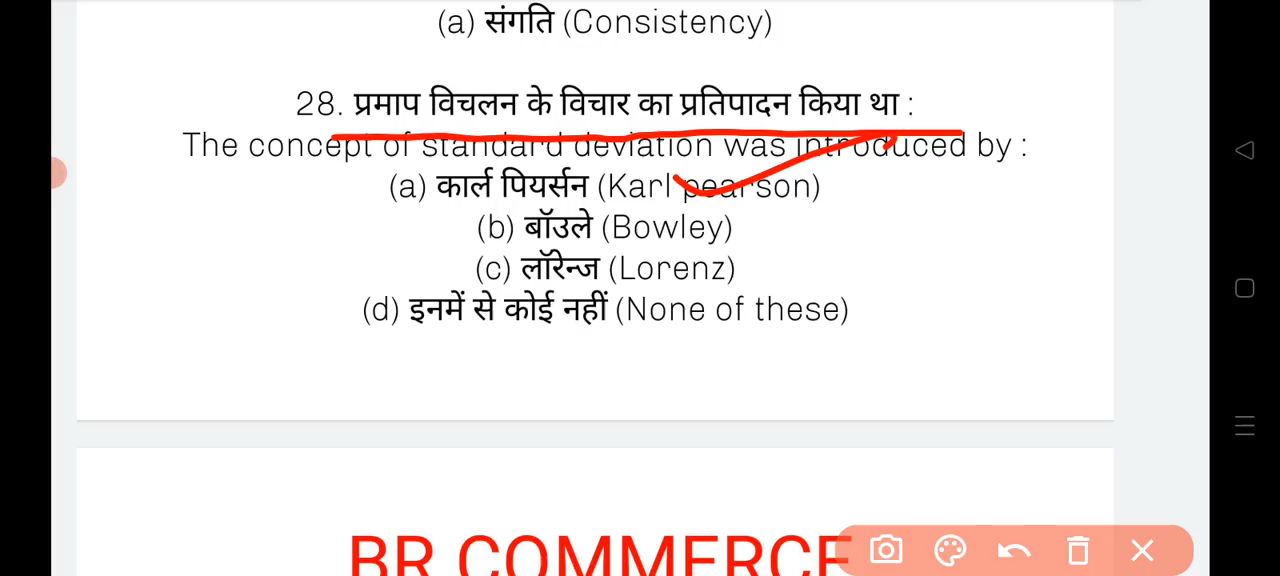 (a) संगति (Consistency)
28. प्रमाप विचलन के विचार का प्रतिपादन किया था :
The concept of standard deviation was introduced by :
(a) कार्ल पियर्सन (Karl pearson)
(b) बॉउले (Bowley)
(c) लॉरेन्ज (Lorenz)
(d) इनमें से कोई नहीं (None of these)
BR COMMERCE